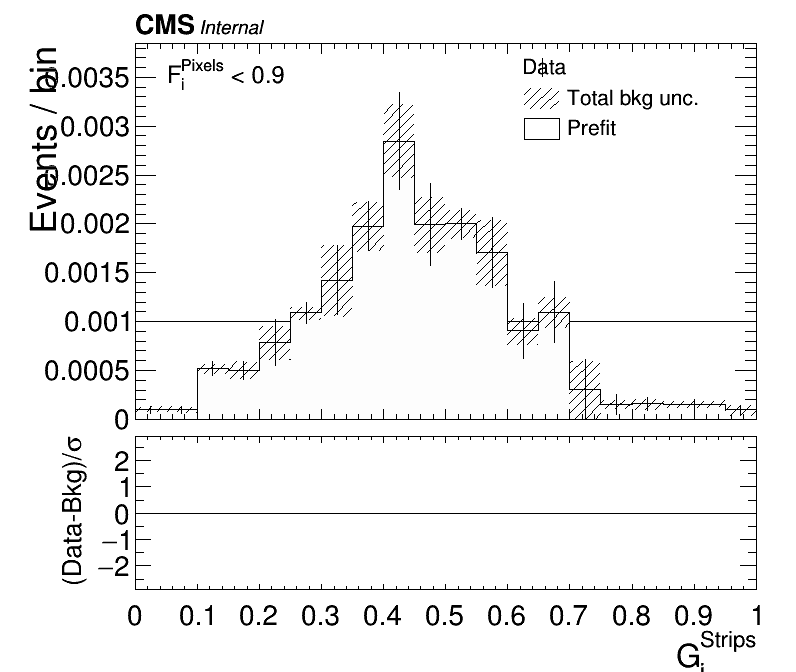 CMS Internal
F_i^Pixels < 0.9
Data
Total bkg unc.
Prefit
Events / bin
0.0035
0.003
0.0025
0.002
0.0015
0.001
0.0005
0
(Data-Bkg)/σ
2
1
0
−1
−2
0 0.1 0.2 0.3 0.4 0.5 0.6 0.7 0.8 0.9 1
G_i^Strips